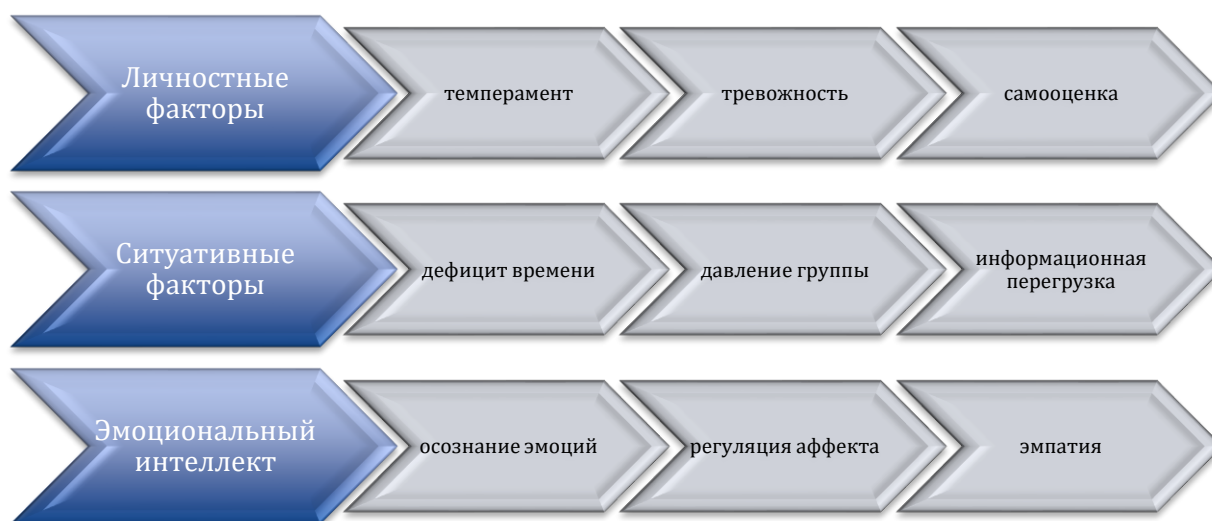 Личностные
факторы
темперамент
тревожность
самооценка
Ситуативные
факторы
дефицит времени
давление группы
информационная
перегрузка
Эмоциональный
интеллект
осознание эмоций
регуляция аффекта
эмпатия